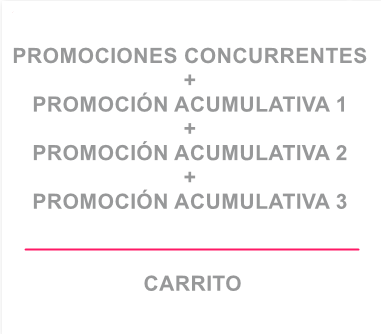 PROMOCIONES CONCURRENTES
+
PROMOCIÓN ACUMULATIVA 1
+
PROMOCIÓN ACUMULATIVA 2
+
PROMOCIÓN ACUMULATIVA 3
CARRITO